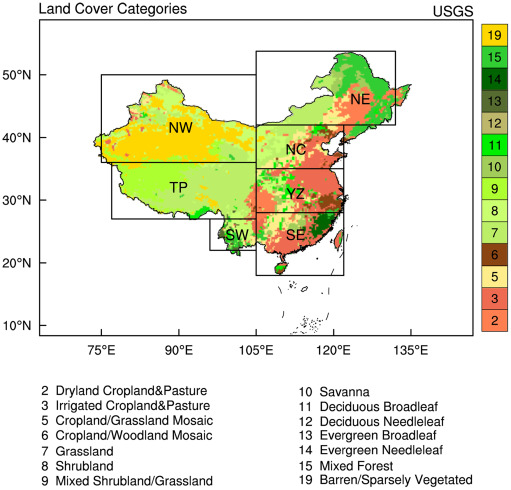 Land Cover Categories USGS
50°N
40°N
30°N
20°N
10°N
75°E 90°E 105°E 120°E 135°E
NE
NW
NC
TP
YZ
SW
SE
19
15
14
13
12
11
10
9
8
7
6
5
3
2
2 Dryland Cropland&Pasture
3 Irrigated Cropland&Pasture
5 Cropland/Grassland Mosaic
6 Cropland/Woodland Mosaic
7 Grassland
8 Shrubland
9 Mixed Shrubland/Grassland
10 Savanna
11 Deciduous Broadleaf
12 Deciduous Needleleaf
13 Evergreen Broadleaf
14 Evergreen Needleleaf
15 Mixed Forest
19 Barren/Sparsely Vegetated